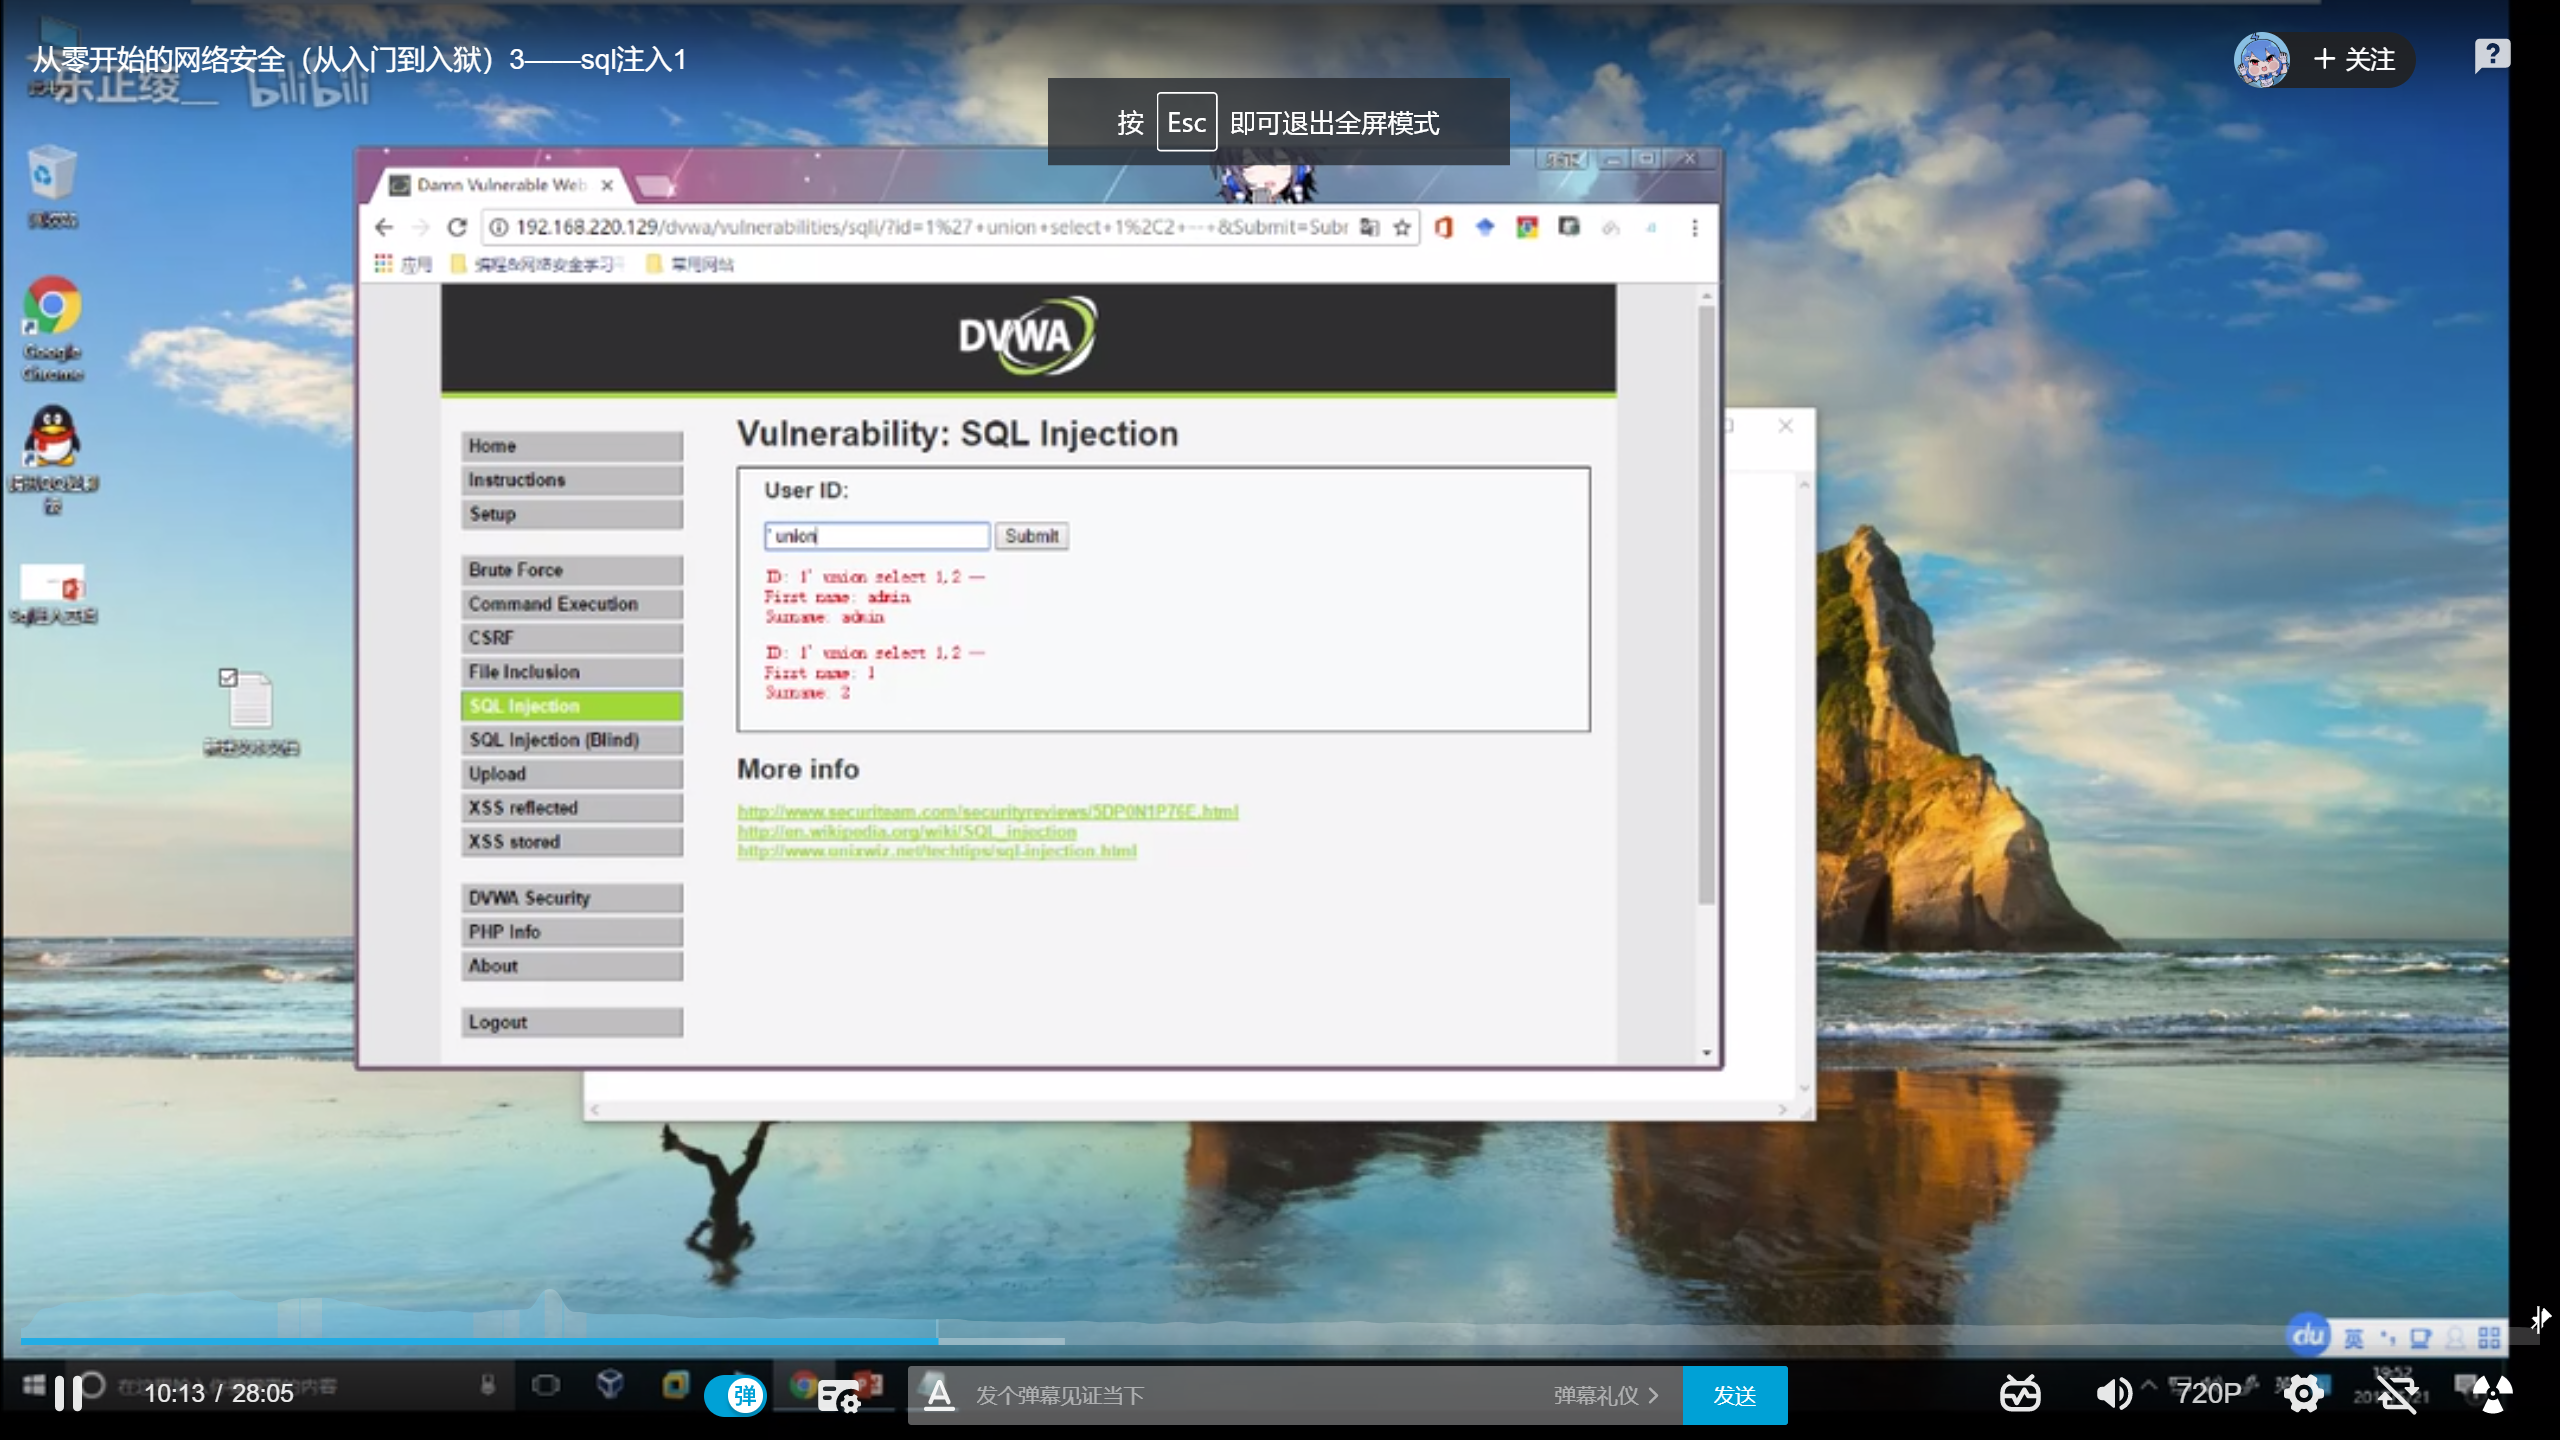 从零开始的网络安全（从入门到入狱）3——sql注入1
乐正绫__ bilibili
+ 关注
按 Esc 即可退出全屏模式
Damn Vulnerable Web
192.168.220.129/dvwa/vulnerabilities/sqli/?id=1%27+union+select+1%2C2+--+&Submit=Subr
应用
编程&网络安全学习
常用网站
Google
Chrome
DVWA
Home
Instructions
Setup
Brute Force
Command Execution
CSRF
File Inclusion
SQL Injection
SQL Injection (Blind)
Upload
XSS reflected
XSS stored
DVWA Security
PHP Info
About
Logout
Vulnerability: SQL Injection
User ID:
' union
Submit
ID: 1' union select 1,2 --
First name: admin
Surname: admin
ID: 1' union select 1,2 --
First name: 1
Surname: 2
More info
http://www.securiteam.com/securityreviews/5DP0N1P76E.html
http://en.wikipedia.org/wiki/SQL_injection
http://www.unixwiz.net/techtips/sql-injection.html
du 英
10:13 / 28:05
弹
发个弹幕见证当下
弹幕礼仪 >
发送
720P